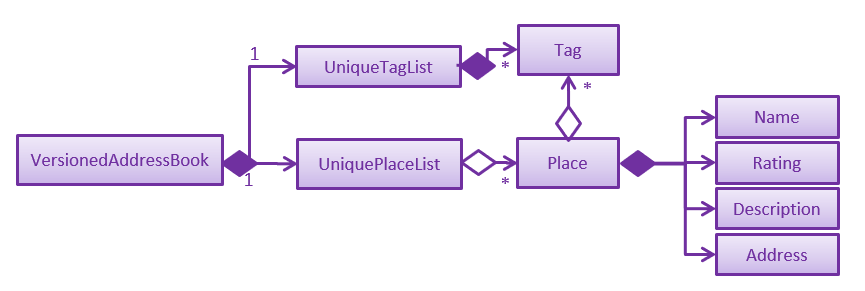 1
UniqueTagList
*
Tag
*
VersionedAddressBook
1
UniquePlaceList
*
Place
Name
Rating
Description
Address